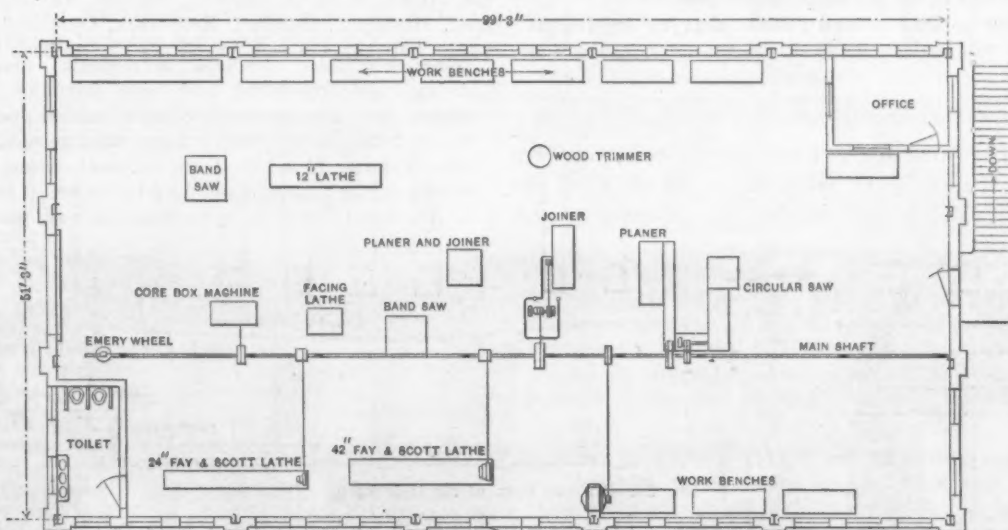 99'-3"
WORK BENCHES
OFFICE
DOWN
WOOD TRIMMER
BAND
SAW
12" LATHE
JOINER
PLANER
PLANER AND JOINER
51'-3"
CORE BOX MACHINE
FACING
LATHE
BAND SAW
CIRCULAR SAW
EMERY WHEEL
MAIN SHAFT
TOILET
24" FAY & SCOTT LATHE
42" FAY & SCOTT LATHE
WORK BENCHES